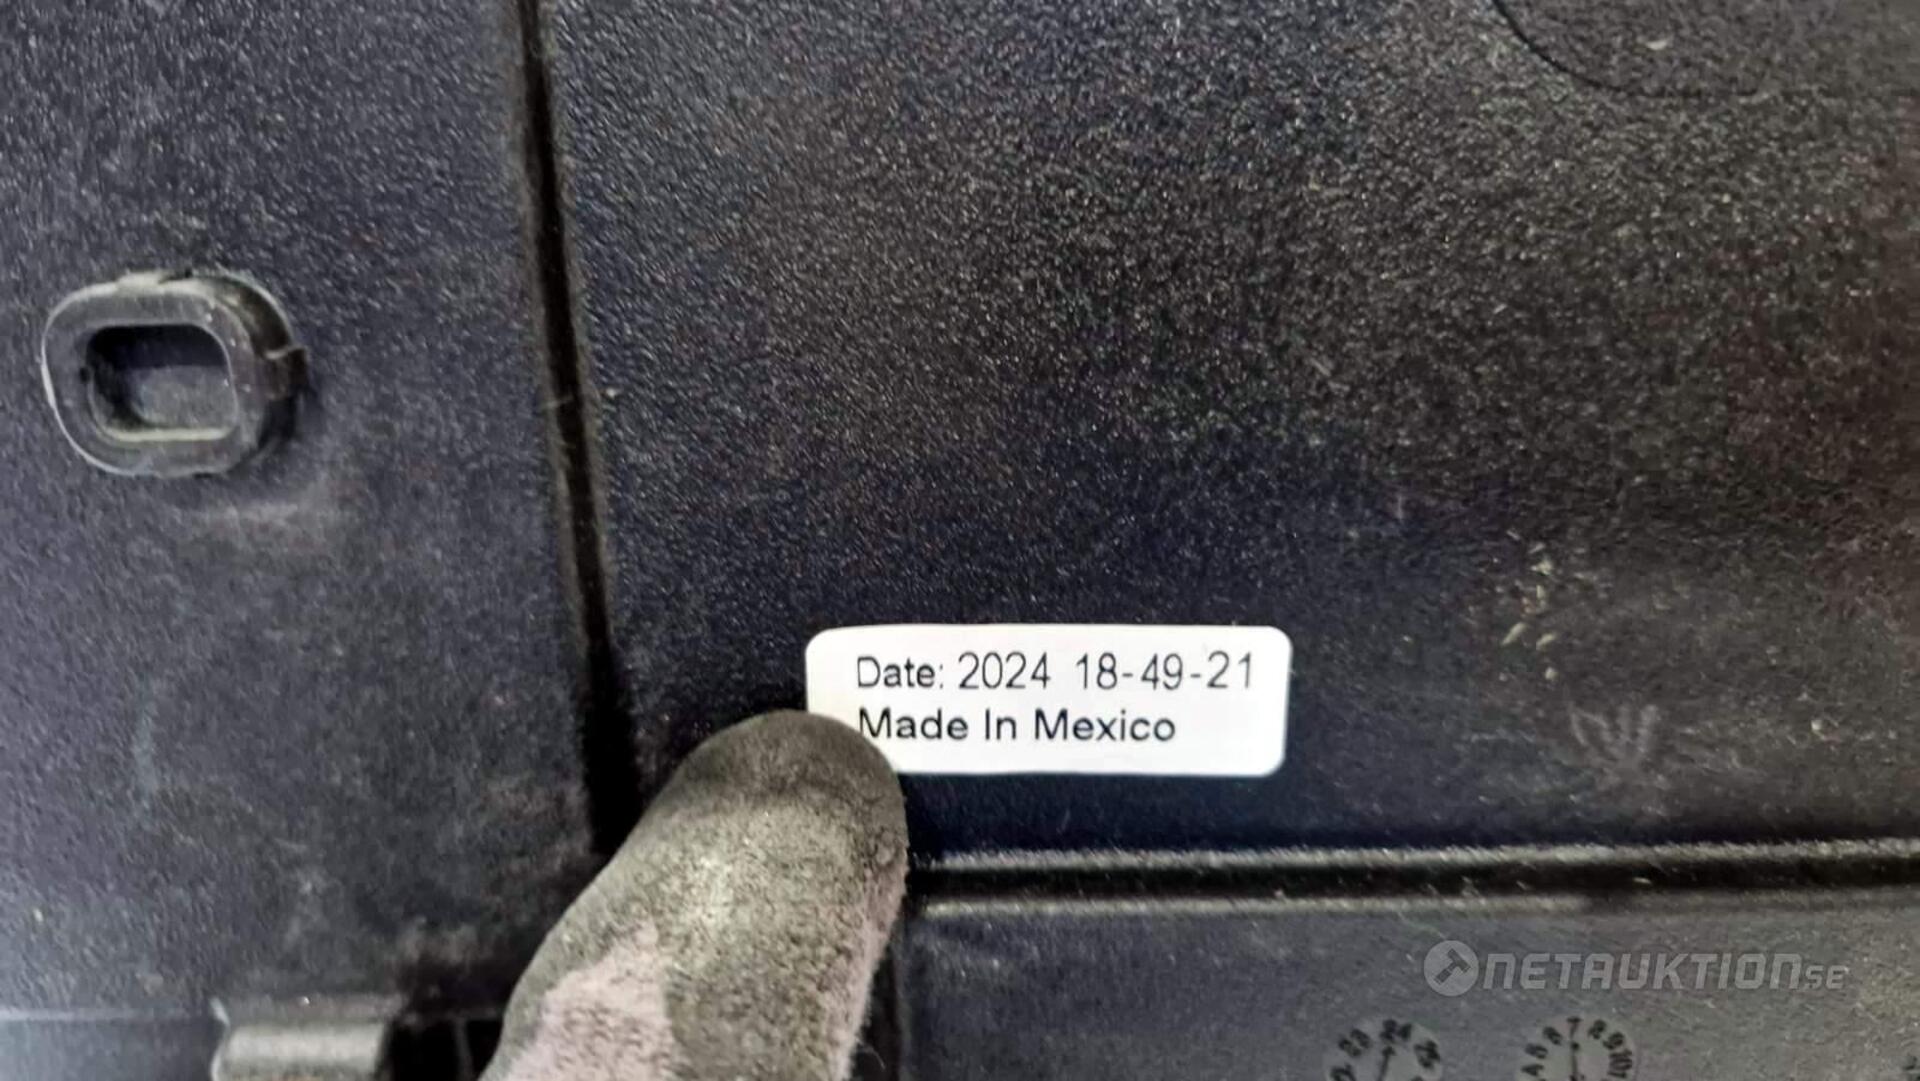 Date: 2024 18-49-21
Made In Mexico
NETAUKTION.SE